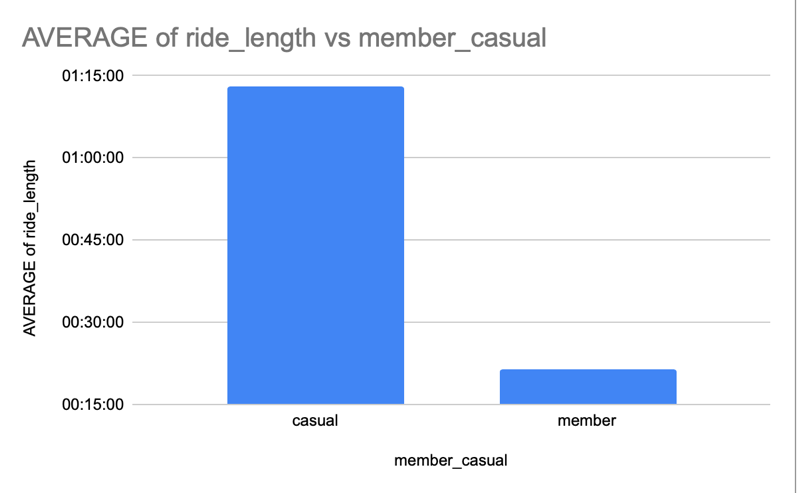 AVERAGE of ride_length vs member_casual
AVERAGE of ride_length
01:15:00
01:00:00
00:45:00
00:30:00
00:15:00
casual
member
member_casual